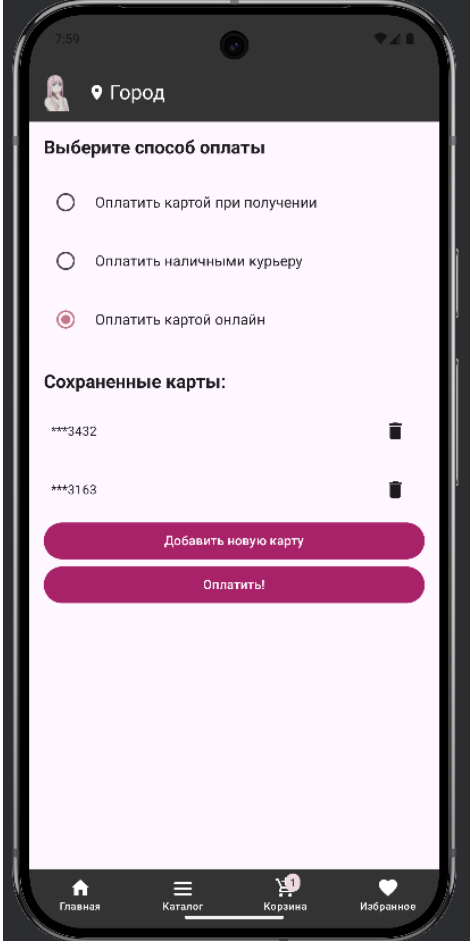 7:59
Город
Выберите способ оплаты
Оплатить картой при получении
Оплатить наличными курьеру
Оплатить картой онлайн
Сохраненные карты:
***3432
***3163
Добавить новую карту
Оплатить!
1
Главная Каталог Корзина Избранное